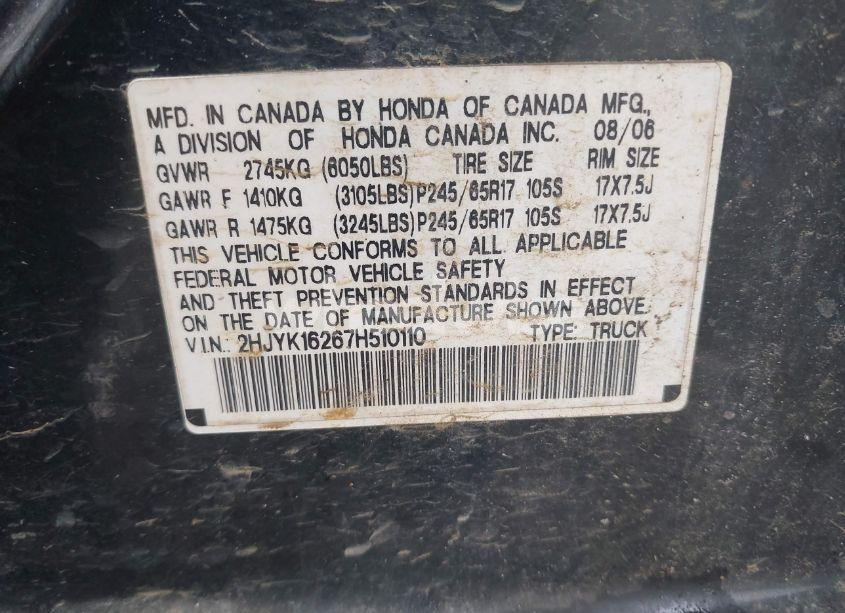 MFD. IN CANADA BY HONDA OF CANADA MFG.,
A DIVISION OF HONDA CANADA INC. 08/06
GVWR 2745KG (6050LBS) TIRE SIZE RIM SIZE
GAWR F 1410KG (3105LBS) P245/65R17 105S 17X7.5J
GAWR R 1475KG (3245LBS) P245/65R17 105S 17X7.5J
THIS VEHICLE CONFORMS TO ALL APPLICABLE
FEDERAL MOTOR VEHICLE SAFETY
AND THEFT PREVENTION STANDARDS IN EFFECT
ON THE DATE OF MANUFACTURE SHOWN ABOVE.
V.I.N.: 2HJYK16267H510110 TYPE: TRUCK